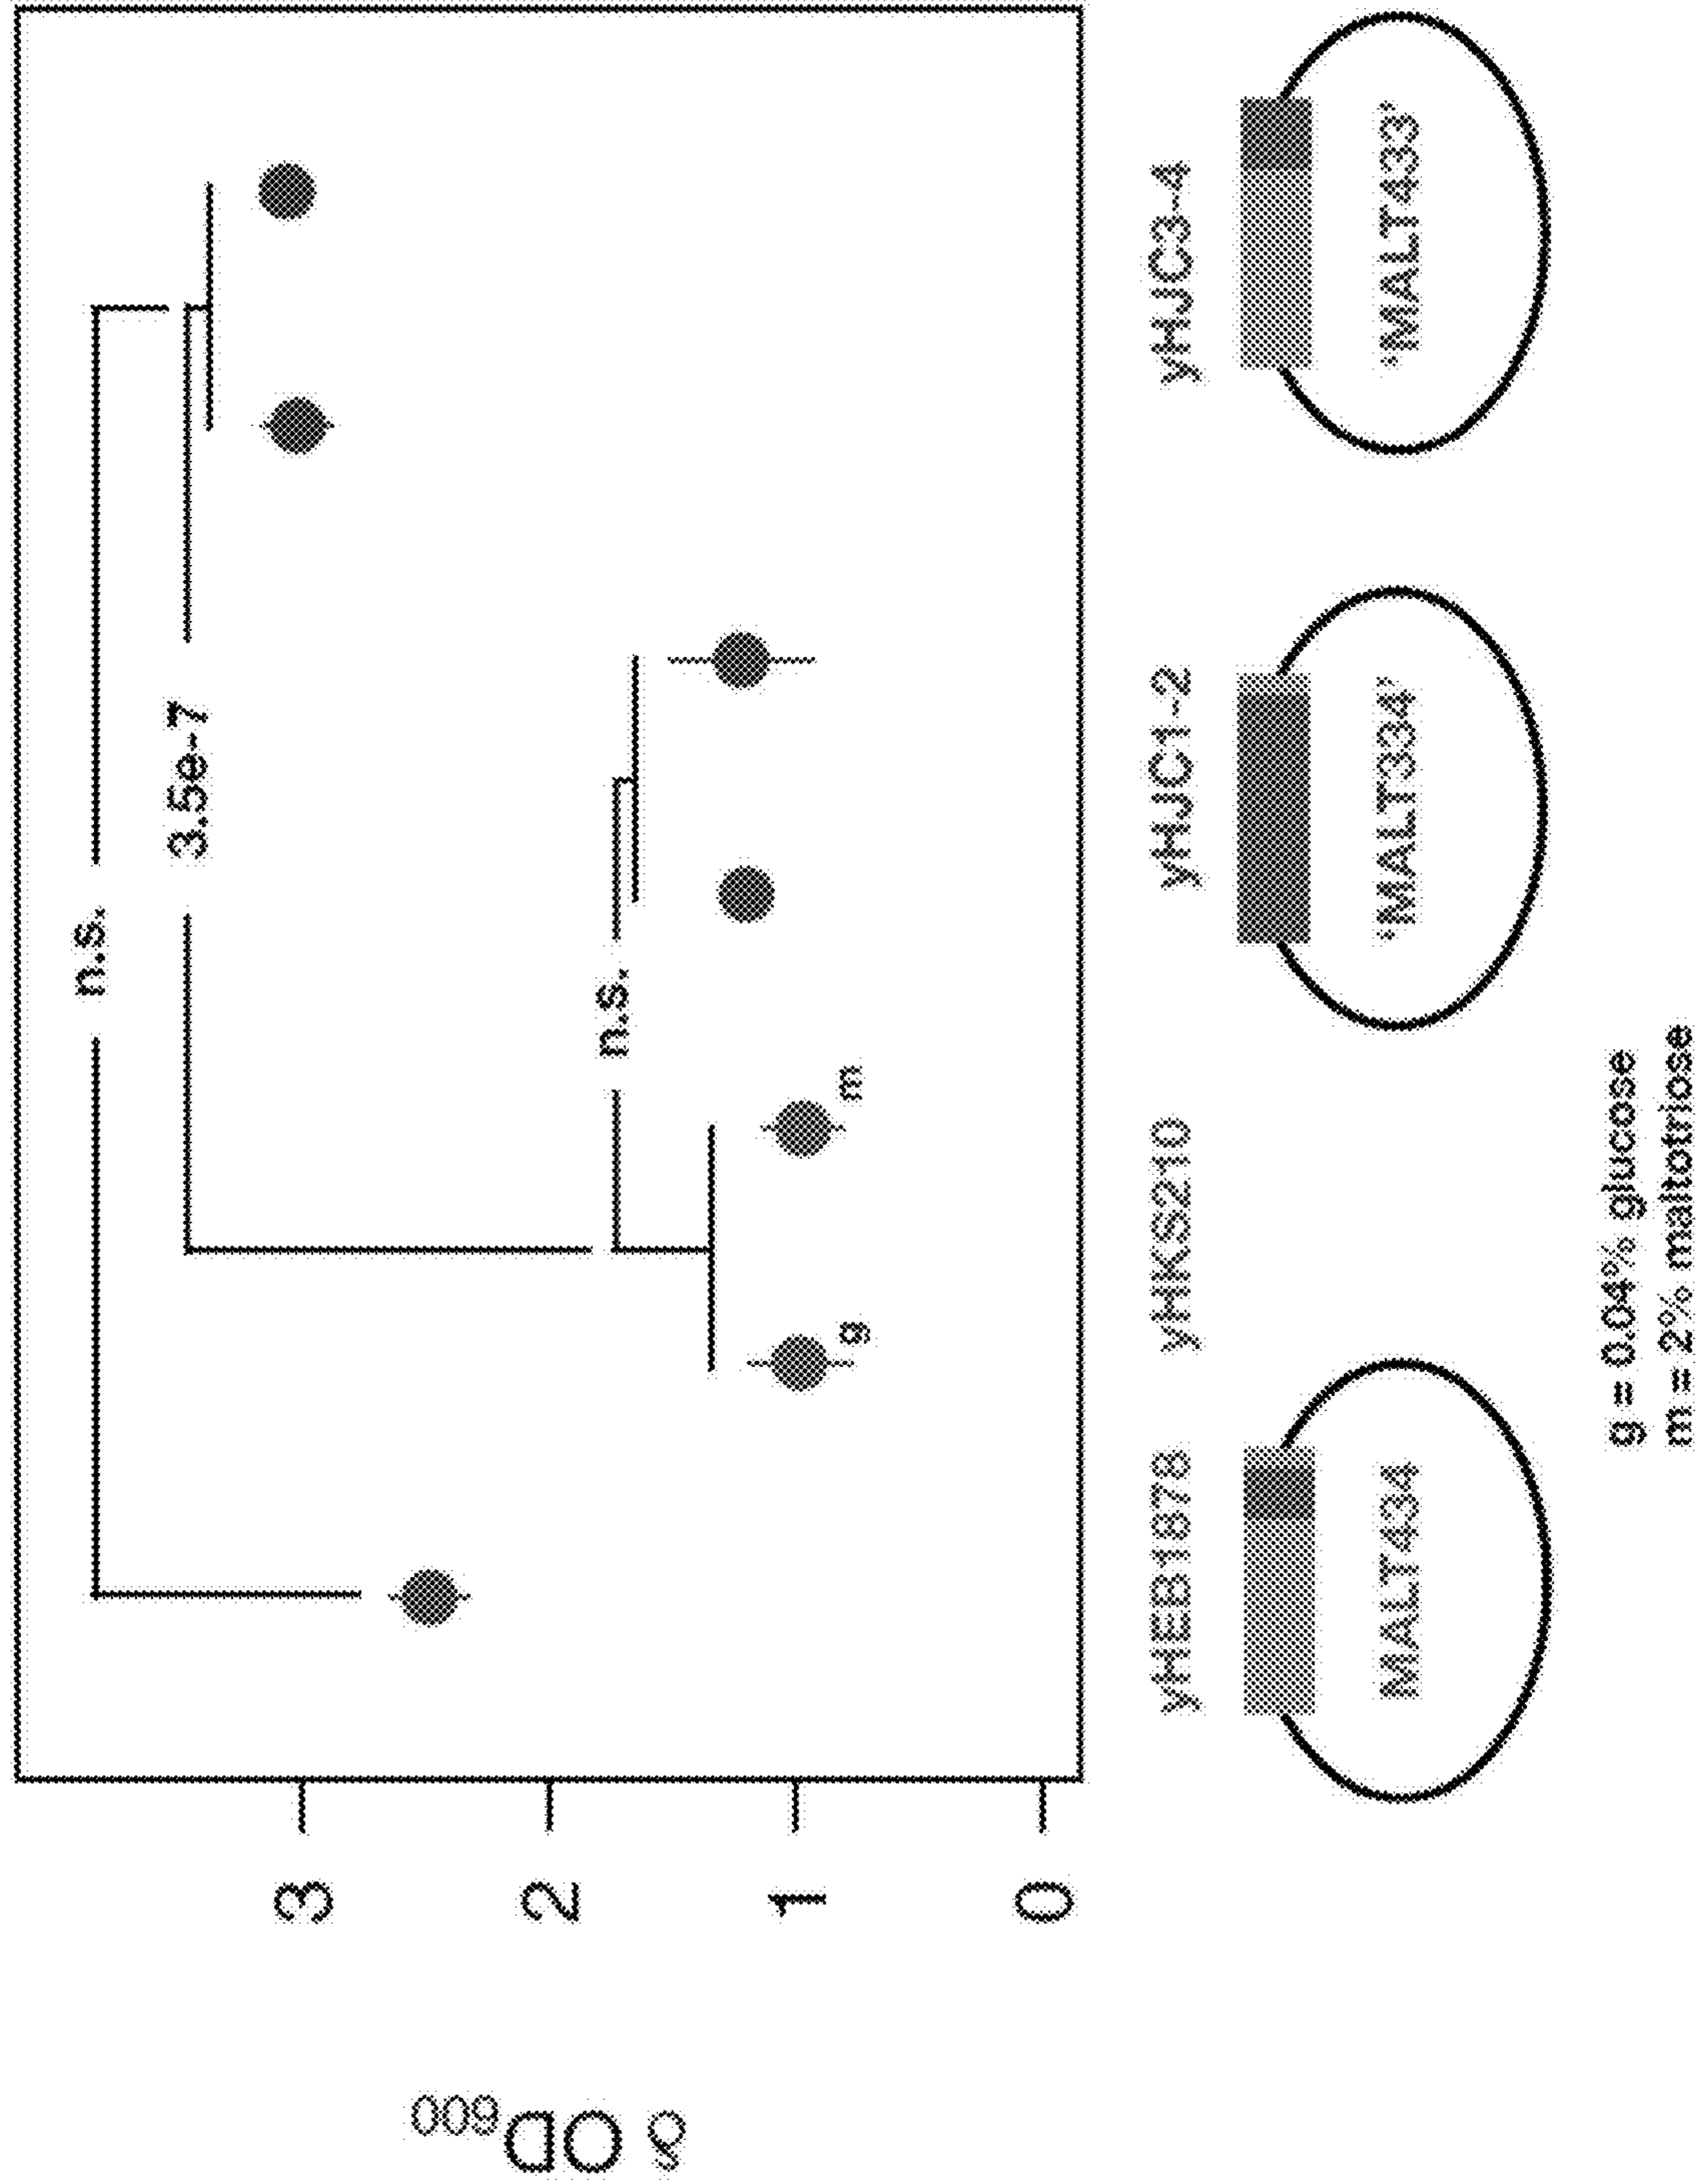 OD600
3
2
1
0
n.s.
3.5e-7
n.s.
g
m
yHEB1878
yHKS210
yHJC1-2
yHJC3-4
MALT434
'MALT334'
'MALT433'
g = 0.04% glucose
m = 2% maltotriose